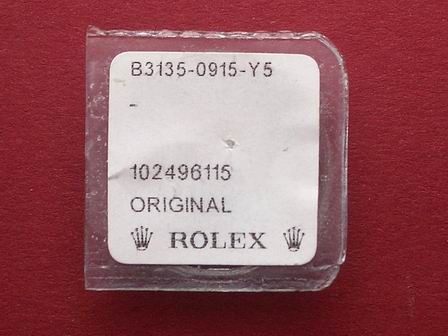 B3135-0915-Y5
-
102496115
ORIGINAL
ROLEX